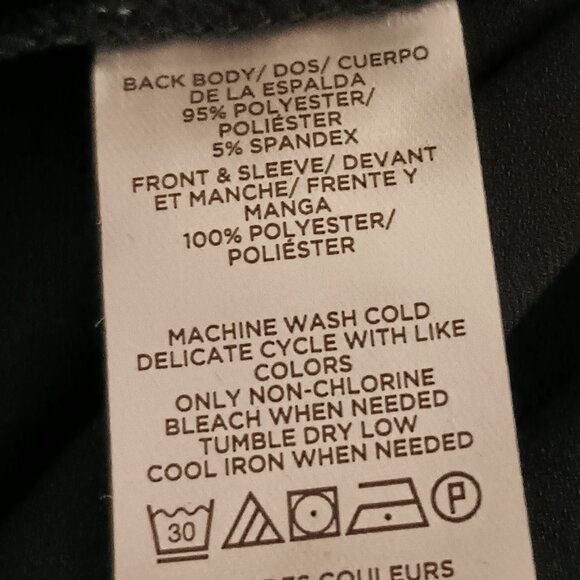 BACK BODY/ DOS/ CUERPO
DE LA ESPALDA
95% POLYESTER/
POLIÉSTER
5% SPANDEX
FRONT & SLEEVE/ DEVANT
ET MANCHE/ FRENTE Y
MANGA
100% POLYESTER/
POLIÉSTER
MACHINE WASH COLD
DELICATE CYCLE WITH LIKE
COLORS
ONLY NON-CHLORINE
BLEACH WHEN NEEDED
TUMBLE DRY LOW
COOL IRON WHEN NEEDED
30 P
COULEURS